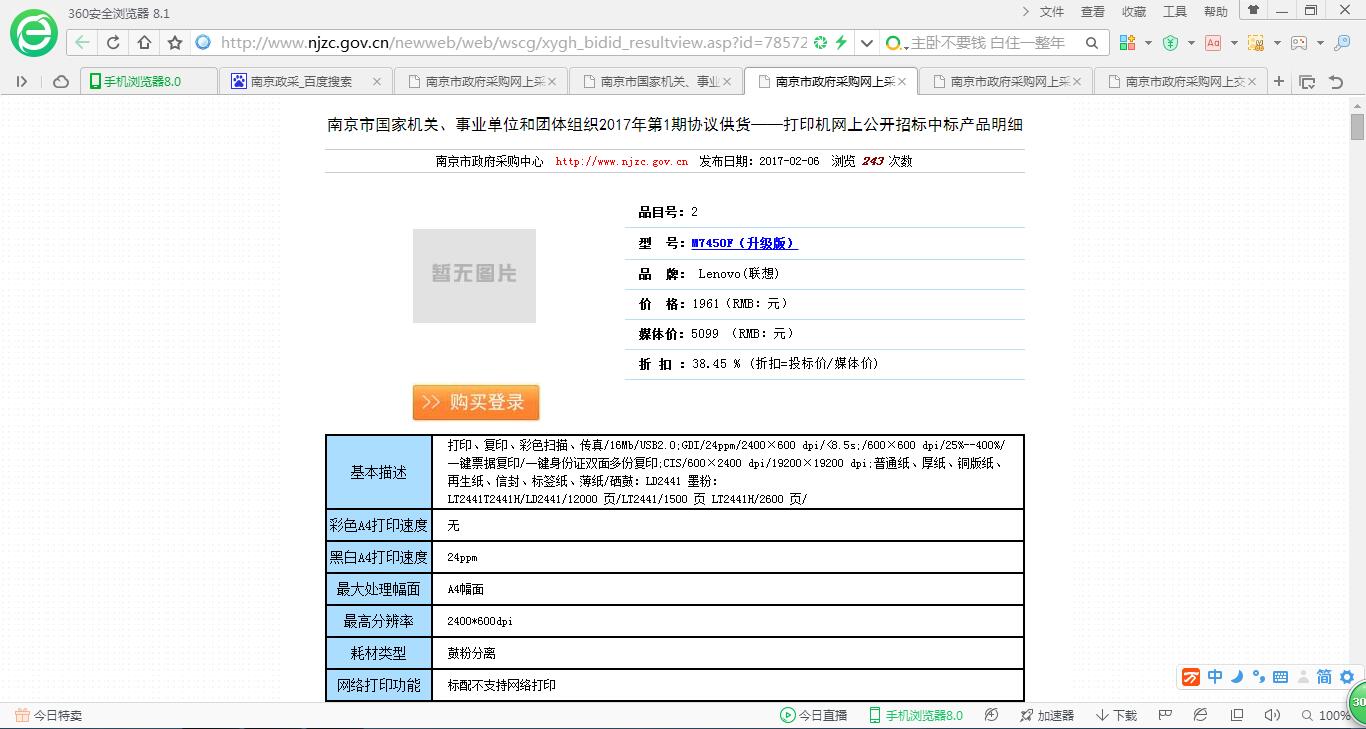 360安全浏览器 8.1
文件 查看 收藏 工具 帮助
http://www.njzc.gov.cn/newweb/web/wscg/xygh_bidid_resultview.asp?id=78572
主卧不要钱 白住一整年
手机浏览器8.0
南京政采_百度搜索
南京市政府采购网上采
南京市国家机关、事业
南京市政府采购网上采
南京市政府采购网上采
南京市政府采购网上交
南京市国家机关、事业单位和团体组织2017年第1期协议供货——打印机网上公开招标中标产品明细
南京市政府采购中心 http://www.njzc.gov.cn 发布日期：2017-02-06 浏览 243 次数
暂无图片
>> 购买登录
品目号：2
型 号：M7450F（升级版）
品 牌： Lenovo(联想)
价 格：1961（RMB：元）
媒体价：5099 （RMB：元）
折 扣 ：38.45 % (折扣=投标价/媒体价)
基本描述
打印、复印、彩色扫描、传真/16Mb/USB2.0;GDI/24ppm/2400×600 dpi/<8.5s;/600×600 dpi/25%--400%/
一键票据复印/一键身份证双面多份复印;CIS/600×2400 dpi/19200×19200 dpi;普通纸、厚纸、铜版纸、
再生纸、信封、标签纸、薄纸/硒鼓：LD2441 墨粉：
LT2441T2441H/LD2441/12000 页/LT2441/1500 页 LT2441H/2600 页/
彩色A4打印速度 无
黑白A4打印速度 24ppm
最大处理幅面 A4幅面
最高分辨率 2400*600dpi
耗材类型 鼓粉分离
网络打印功能 标配不支持网络打印
中 简
今日特卖
今日直播
手机浏览器8.0
加速器
下载
100%
30